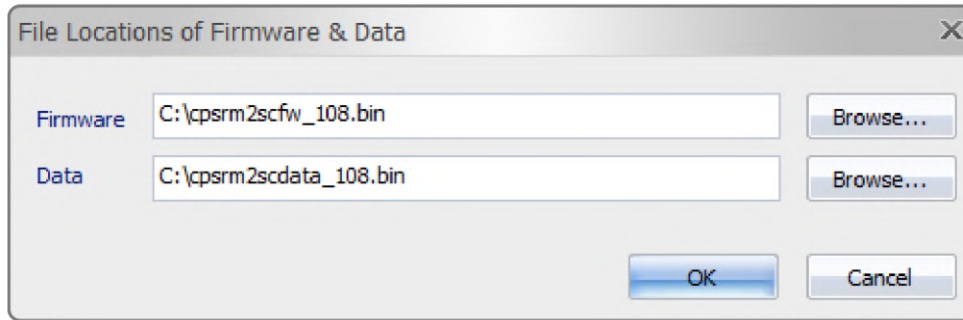 File Locations of Firmware & Data
Firmware C:\cpsrm2scfw_108.bin Browse...
Data C:\cpsrm2scdata_108.bin Browse...
OK Cancel